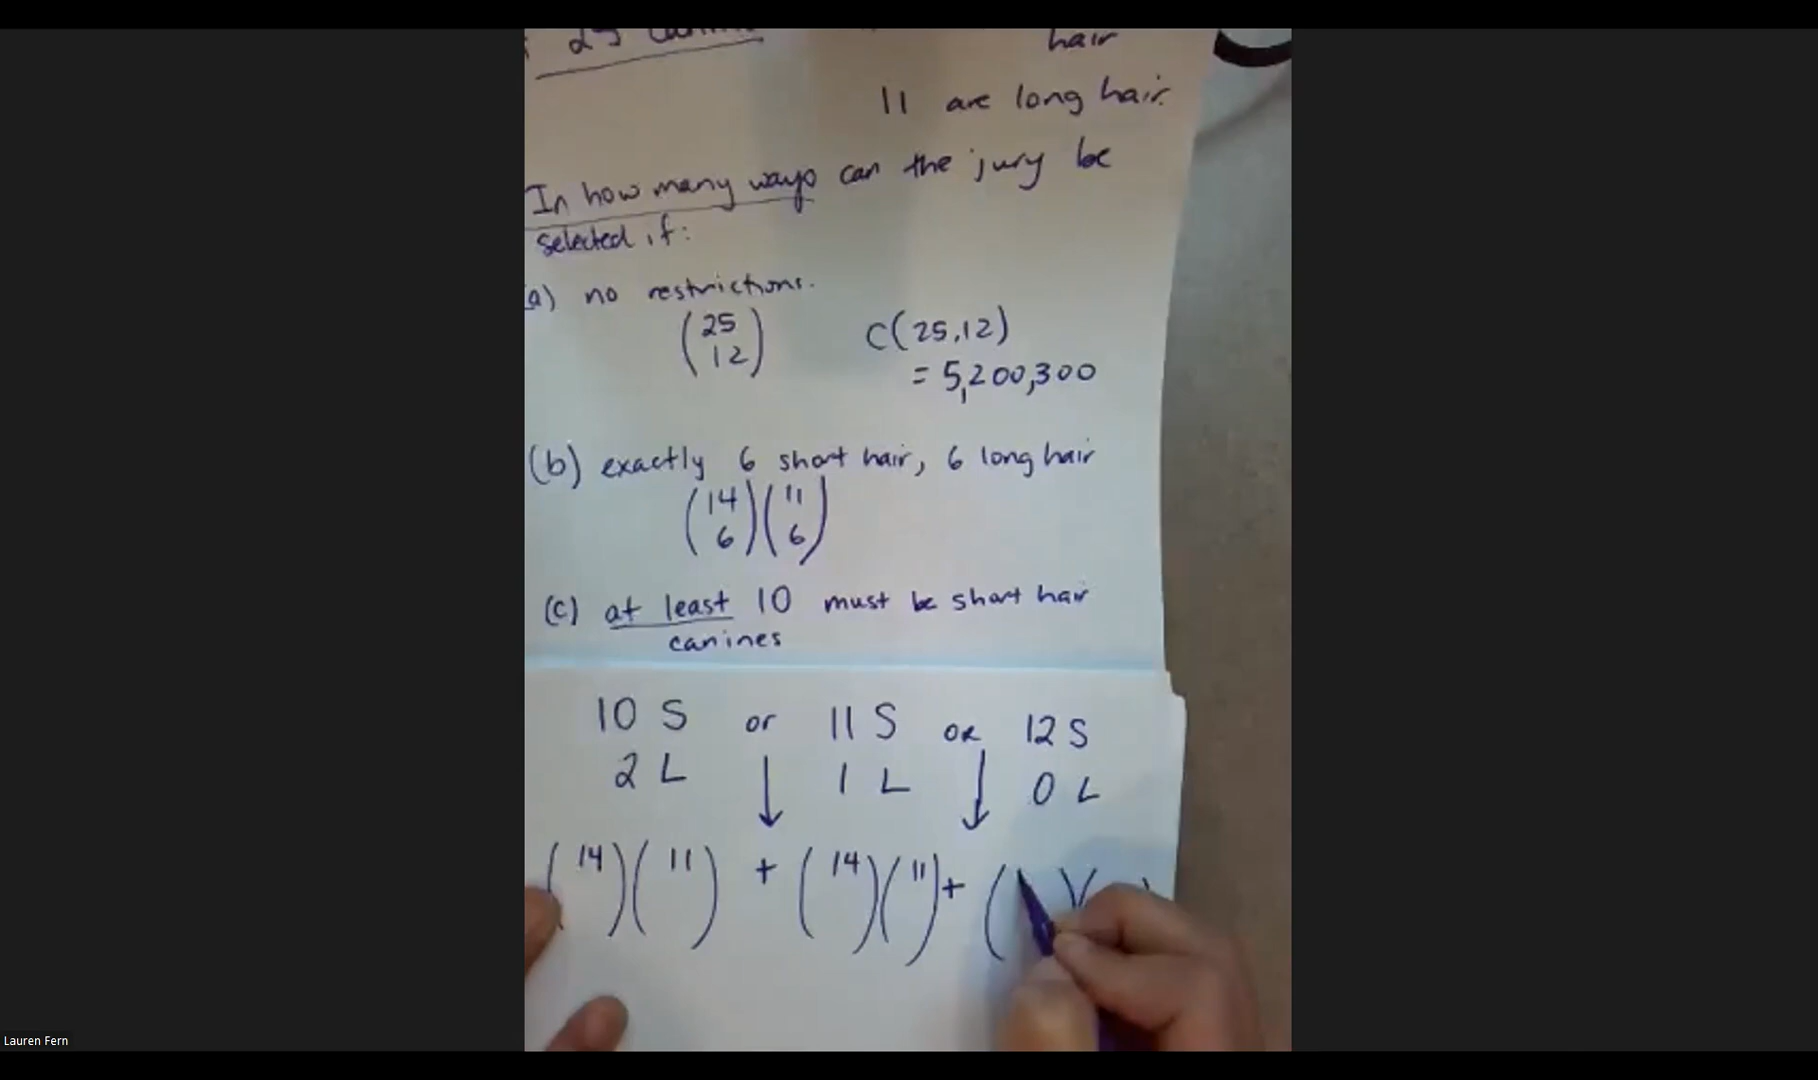 25
hair
11 are long hair.
In how many ways can the jury be
selected if:
(a) no restrictions.
(25 12) C(25,12)
= 5,200,300
(b) exactly 6 short hair, 6 long hair
(14 6)(11 6)
(c) at least 10 must be short hair
canines
10 S or 11 S or 12 S
2 L 1 L 0 L
(14)(11) + (14)(11) + ( )(
Lauren Fern